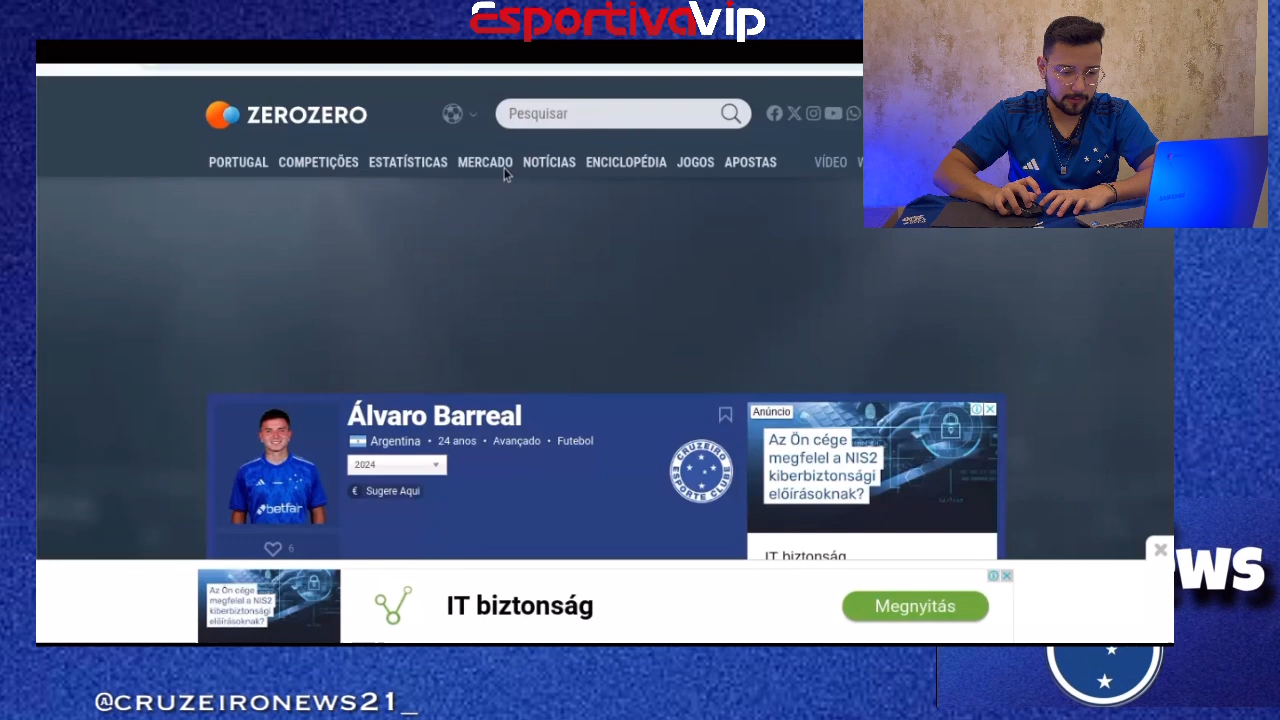 EsportivaVip
ZEROZERO
Pesquisar
PORTUGAL COMPETIÇÕES ESTATÍSTICAS MERCADO NOTÍCIAS ENCICLOPÉDIA JOGOS APOSTAS VÍDEO
Álvaro Barreal
Argentina • 24 anos • Avançado • Futebol
2024
€ Sugere Aqui
betfair
6
CRUZEIRO ESPORTE CLUBE
Anúncio
Az Ön cége
megfelel a NIS2
kiberbiztonsági
előírásoknak?
IT biztonság
Az Ön cége
megfelel a NIS2
kiberbiztonsági
előírásoknak?
IT biztonság
Megnyitás
WS
@CRUZEIRONEWS21_